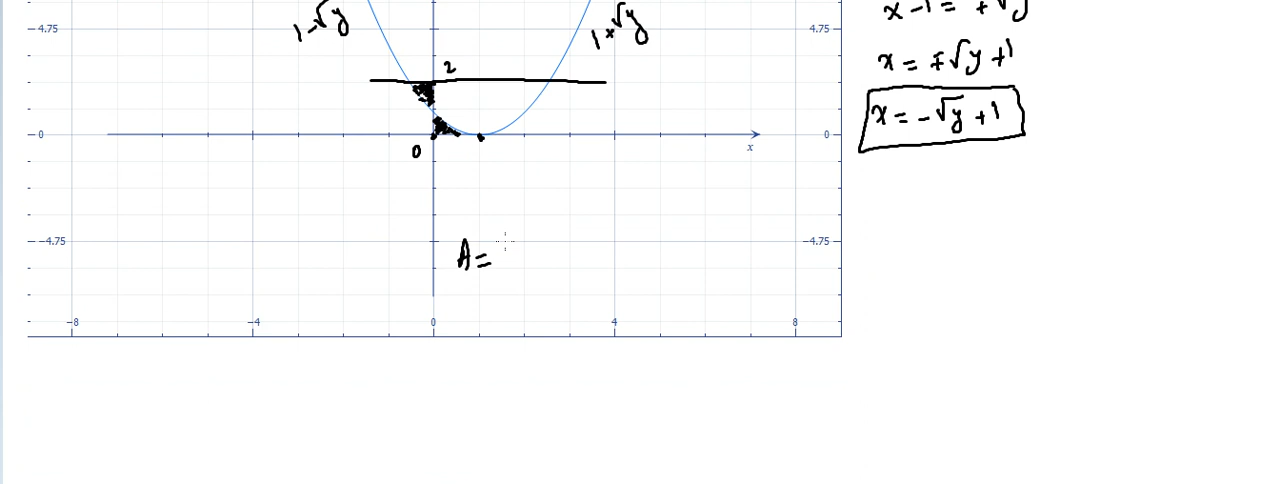 1-√y
1+√y
x-1= +√y
4.75
4.75
2
x = ∓√y +1
x = -√y +1
0
0
x
0
-4.75
-4.75
A =
-8
-4
0
4
8